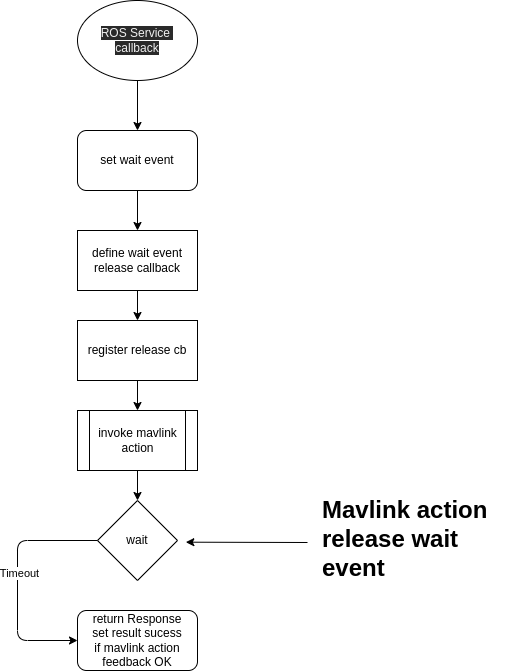 ROS Service
callback
set wait event
define wait event
release callback
register release cb
invoke mavlink
action
wait
Mavlink action
release wait
event
Timeout
return Response
set result sucess
if mavlink action
feedback OK